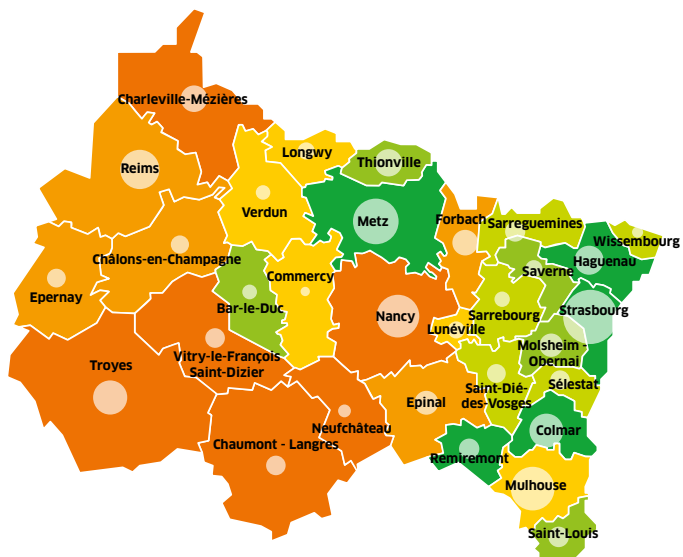 Charleville-Mézières
Longwy
Thionville
Reims
Verdun
Metz
Forbach
Sarreguemines
Wissembourg
Haguenau
Châlons-en-Champagne
Commercy
Saverne
Epernay
Bar-le-Duc
Nancy
Lunéville
Sarrebourg
Strasbourg
Troyes
Vitry-le-François
Saint-Dizier
Molsheim -
Obernai
Saint-Dié-
des-Vosges
Sélestat
Epinal
Neufchâteau
Chaumont - Langres
Remiremont
Colmar
Mulhouse
Saint-Louis